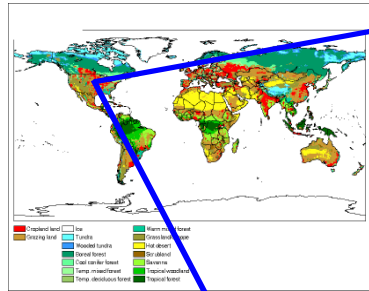 Cropland land Ice Warm mixed forest
Grazing land Tundra Grassland/steppe
Wooded tundra Hot desert
Boreal forest Scrubland
Cool conifer forest Savanna
Temp. mixed forest Tropical woodland
Temp. deciduous forest Tropical forest